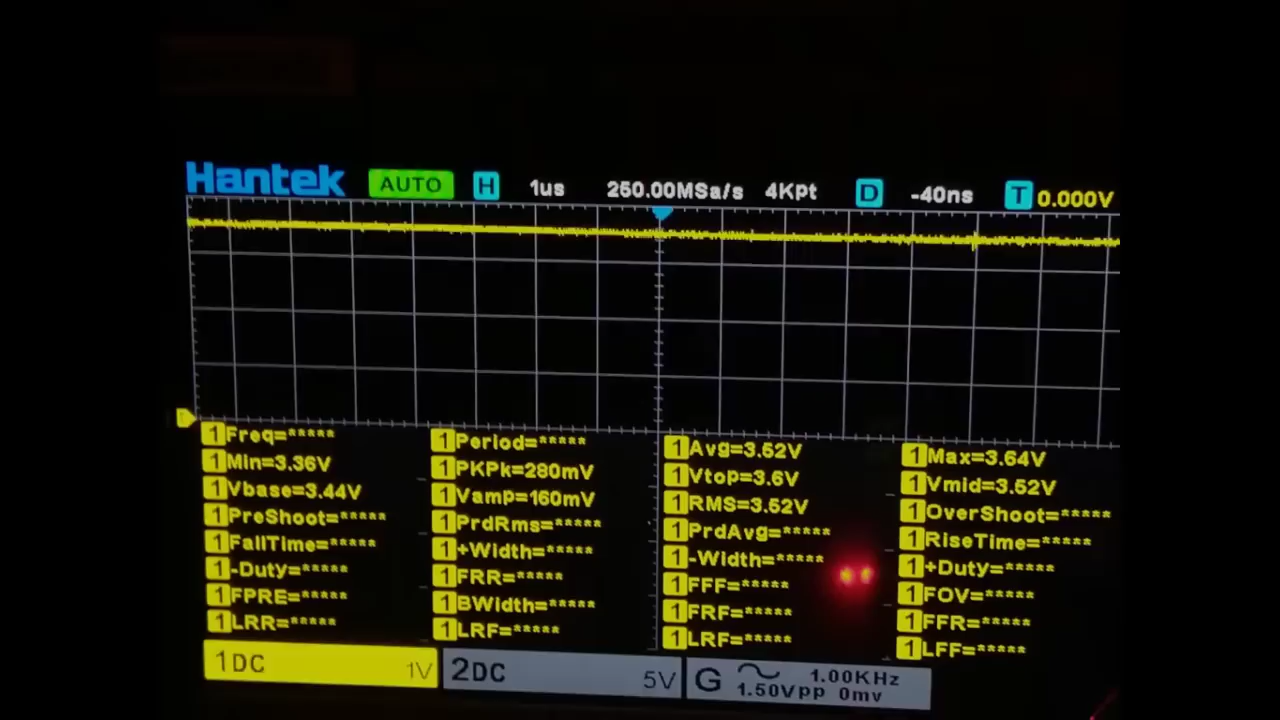 Hantek AUTO H 1us 250.00MSa/s 4Kpt D -40ns T 0.000V
1
1 Freq=***** 1 Period=***** 1 Avg=3.52V 1 Max=3.64V
1 Min=3.36V 1 PKPk=280mV 1 Vtop=3.6V 1 Vmid=3.52V
1 Vbase=3.44V 1 Vamp=160mV 1 RMS=3.52V 1 OverShoot=*****
1 PreShoot=***** 1 PrdRms=***** 1 PrdAvg=***** 1 RiseTime=*****
1 FallTime=***** 1 +Width=***** 1 -Width=***** 1 +Duty=*****
1 -Duty=***** 1 FRR=***** 1 FFF=***** 1 FOV=*****
1 FPRE=***** 1 BWidth=***** 1 FRF=***** 1 FFR=*****
1 LRR=***** 1 LRF=***** 1 LRF=***** 1 LFF=*****
1DC 1V 2DC 5V G 1.00KHz
1.50VPP 0mv